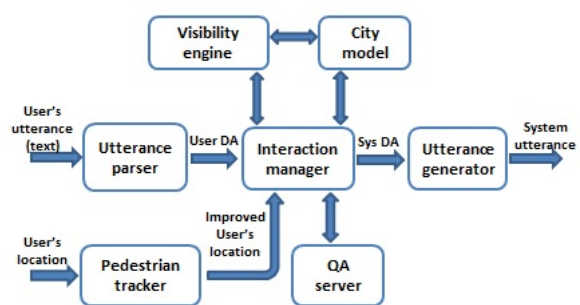 Visibility
engine
City
model
User's
utterance
(text)
Utterance
parser
User DA
Interaction
manager
Sys DA
Utterance
generator
System
utterance
User's
location
Pedestrian
tracker
Improved
User's
location
QA
server